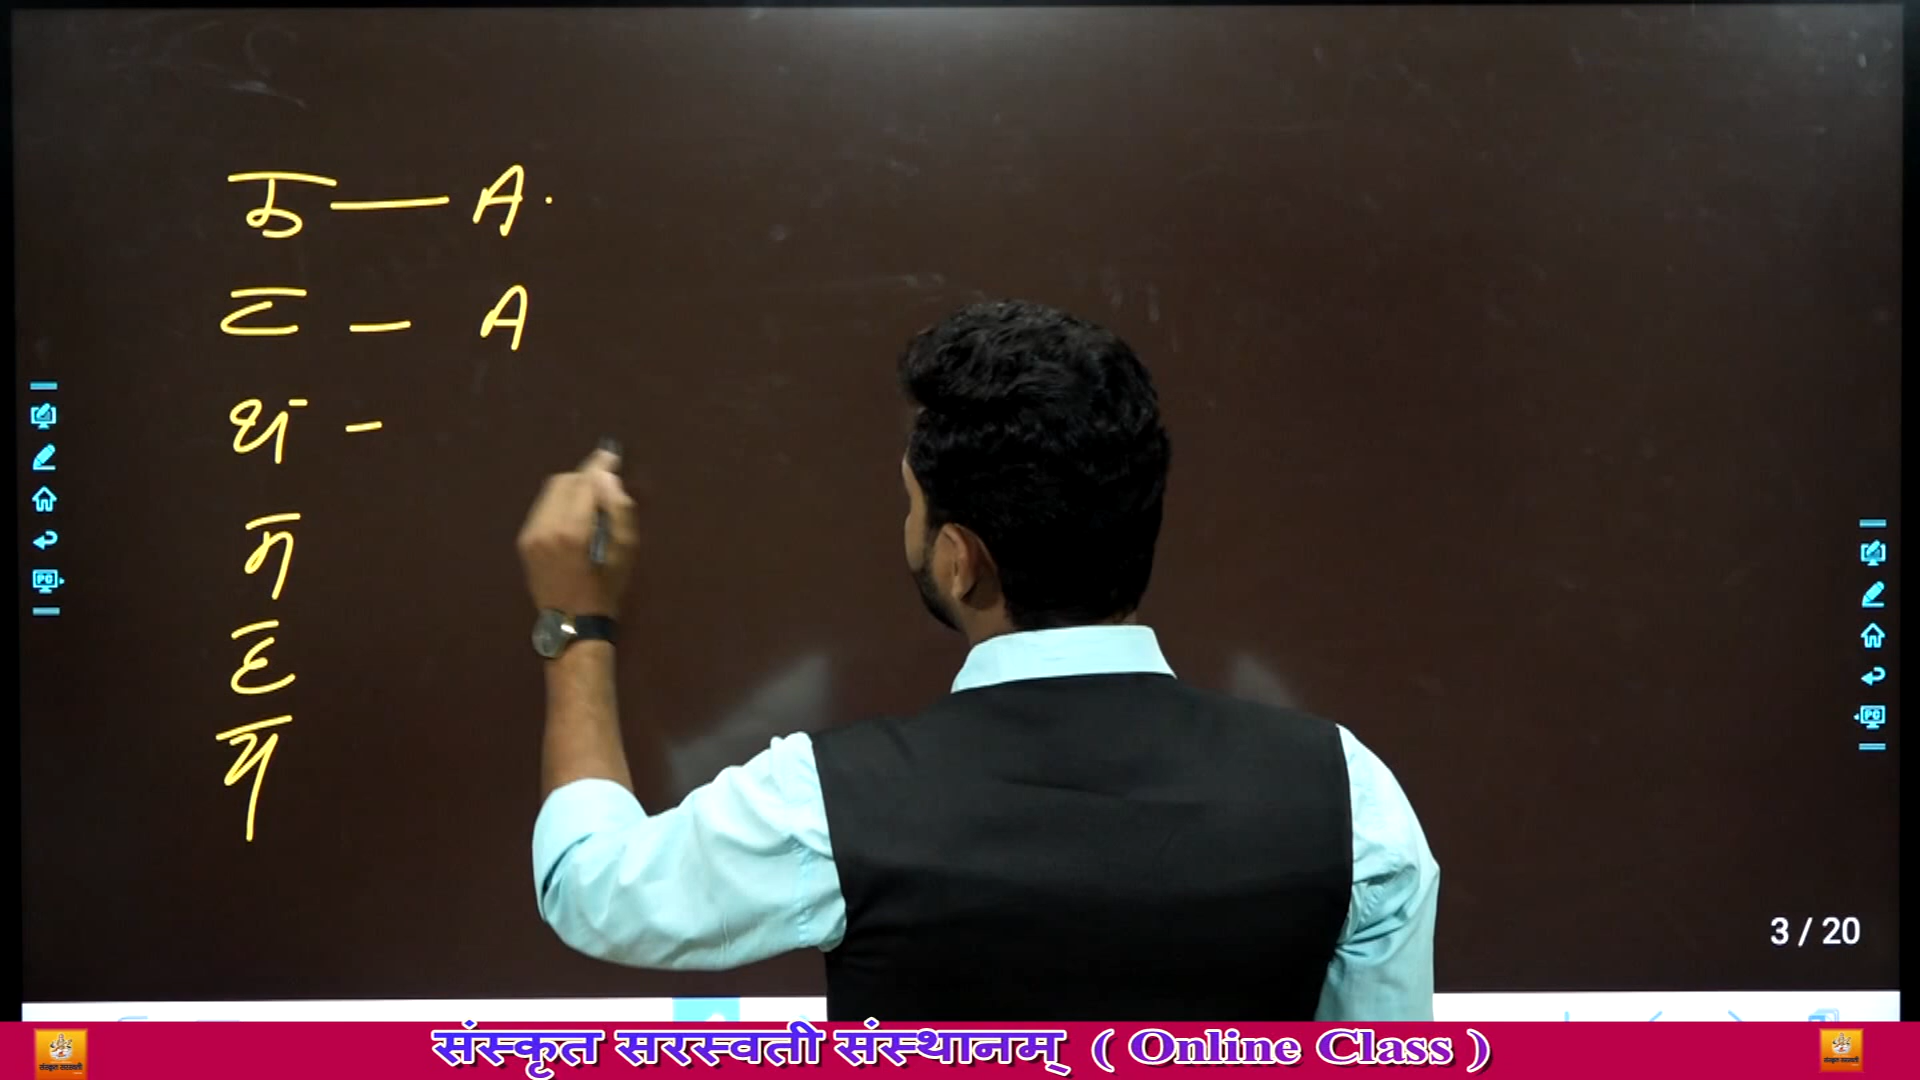 ठ — A.
ट – A
ध –
न
ह
य
3 / 20
संस्कृत सरस्वती संस्थानम् ( Online Class )